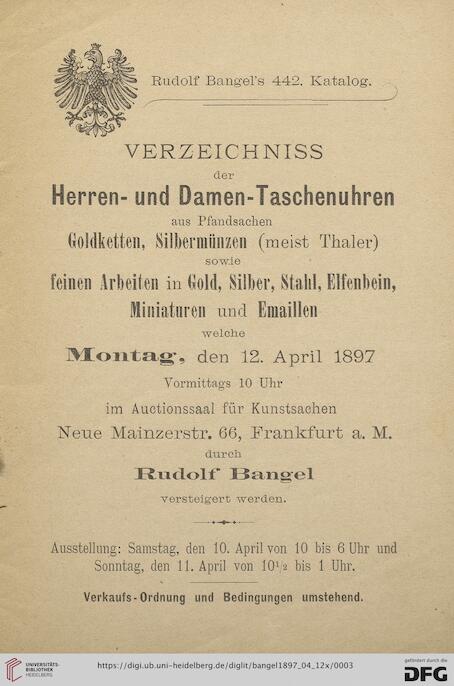 Rudolf Bangel's 442. Katalog.
VERZEICHNISS
der
Herren- und Damen-Taschenuhren
aus Pfandsachen
Goldketten, Silbermünzen (meist Thaler)
sowie
feinen Arbeiten in Gold, Silber, Stahl, Elfenbein,
Miniaturen und Emaillen
welche
Montag, den 12. April 1897
Vormittags 10 Uhr
im Auctionssaal für Kunstsachen
Neue Mainzerstr. 66, Frankfurt a. M.
durch
Rudolf Bangel
versteigert werden.
Ausstellung: Samstag, den 10. April von 10 bis 6 Uhr und
Sonntag, den 11. April von 10½ bis 1 Uhr.
Verkaufs-Ordnung und Bedingungen umstehend.
UNIVERSITÄTS-
BIBLIOTHEK
HEIDELBERG
https://digi.ub.uni-heidelberg.de/diglit/bangel1897_04_12x/0003
gefördert durch die
DFG